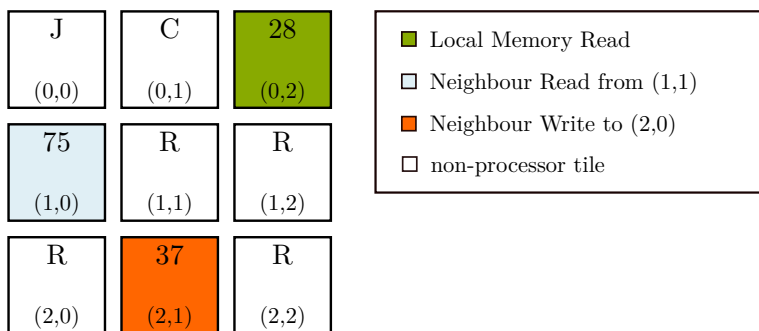 J C 28
(0,0) (0,1) (0,2)
75 R R
(1,0) (1,1) (1,2)
R 37 R
(2,0) (2,1) (2,2)
Local Memory Read
Neighbour Read from (1,1)
Neighbour Write to (2,0)
non-processor tile